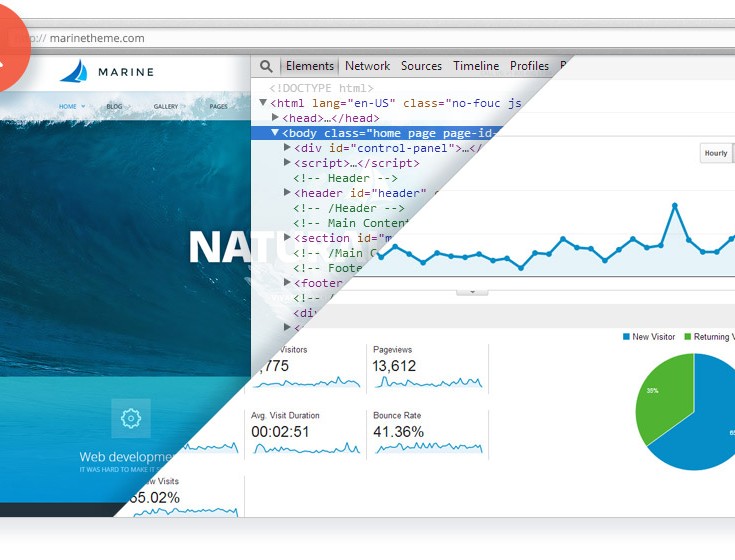 marinetheme.com
MARINE
HOME
BLOG
GALLERY
PAGES
Elements Network Sources Timeline Profiles
<!DOCTYPE html>
<html lang="en-US" class="no-fouc js
<head>…</head>
<body class="home page page-id-
<div id="control-panel">…</
<script>…</script>
<!-- Header -->
<header id="header"
<!-- /Header -->
<!-- Main Content
<section id="m
<!-- /Main C
<!-- Foote
<footer
<!-- /
<div
Hourly
NATU
New Visitor
Returning V
Visitors
,775
Pageviews
13,612
Avg. Visit Duration
00:02:51
Bounce Rate
41.36%
Web developme
IT WAS HARD TO MAKE IT
Visits
65.02%